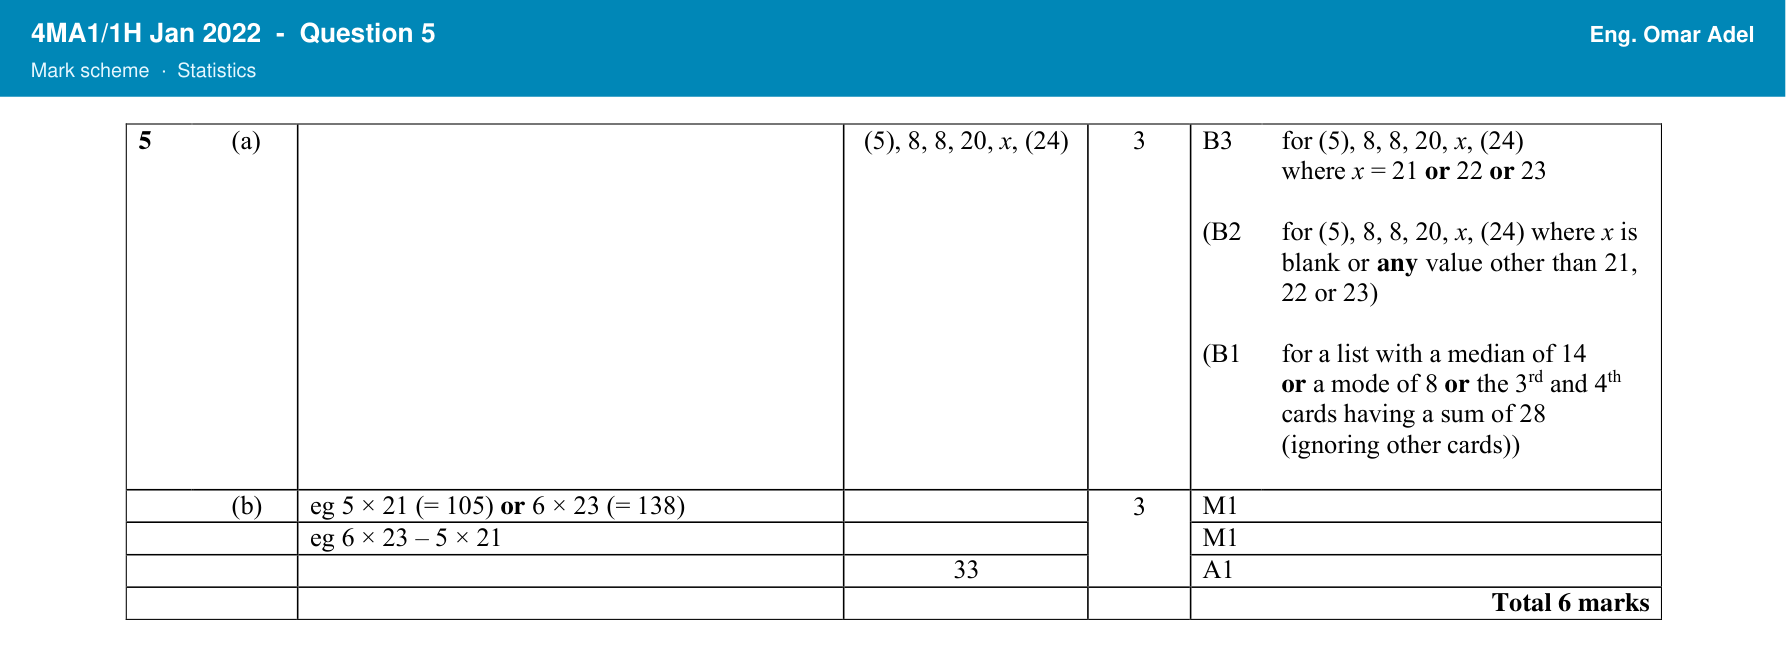 4MA1/1H Jan 2022 - Question 5
Eng. Omar Adel
Mark scheme · Statistics
5 (a) (5), 8, 8, 20, x, (24) 3 B3 for (5), 8, 8, 20, x, (24)
where x = 21 or 22 or 23
(B2 for (5), 8, 8, 20, x, (24) where x is
blank or any value other than 21,
22 or 23)
(B1 for a list with a median of 14
or a mode of 8 or the 3rd and 4th
cards having a sum of 28
(ignoring other cards))
(b) eg 5 × 21 (= 105) or 6 × 23 (= 138) 3 M1
eg 6 × 23 – 5 × 21 M1
33 A1
Total 6 marks